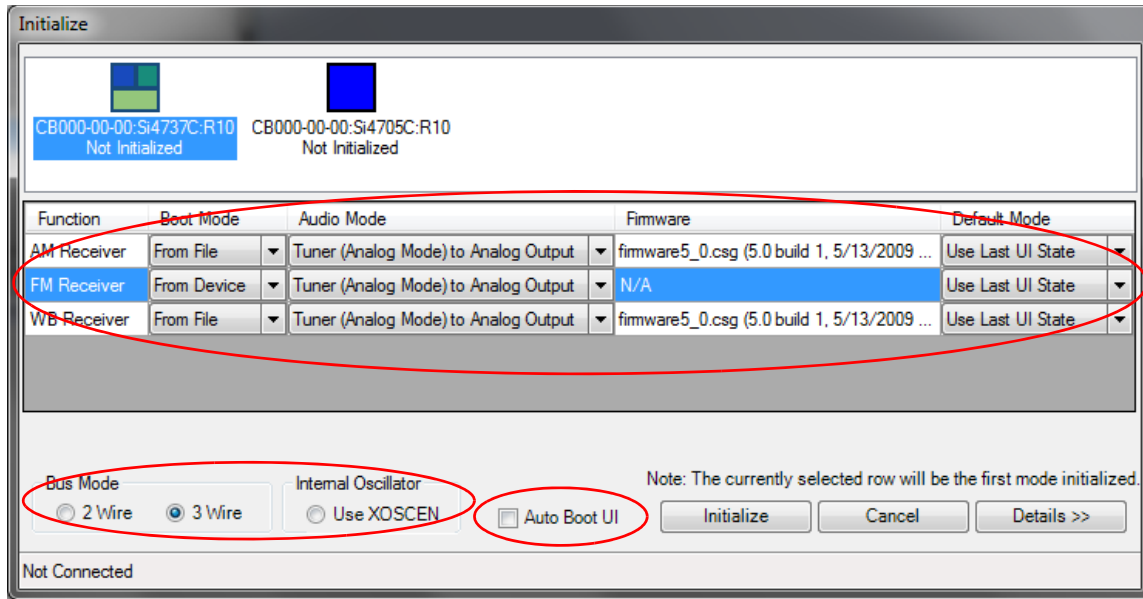 Initialize
CB000-00-00:Si4737C:R10 CB000-00-00:Si4705C:R10
Not Initialized Not Initialized
Function Boot Mode Audio Mode Firmware Default Mode
AM Receiver From File Tuner (Analog Mode) to Analog Output firmware5_0.csg (5.0 build 1, 5/13/2009 ... Use Last UI State
FM Receiver From Device Tuner (Analog Mode) to Analog Output N/A Use Last UI State
WB Receiver From File Tuner (Analog Mode) to Analog Output firmware5_0.csg (5.0 build 1, 5/13/2009 ... Use Last UI State
Note: The currently selected row will be the first mode initialized.
Bus Mode Internal Oscillator
2 Wire 3 Wire Use XOSCEN Auto Boot UI Initialize Cancel Details >>
Not Connected